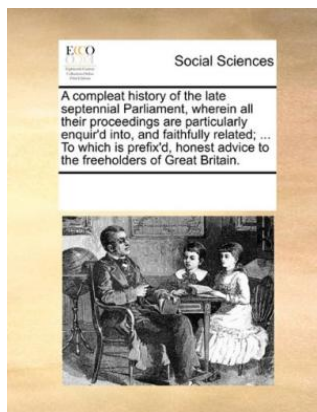 ECCO
Social Sciences
A compleat history of the late
septennial Parliament, wherein all
their proceedings are particularly
enquir'd into, and faithfully related; ...
To which is prefix'd, honest advice to
the freeholders of Great Britain.